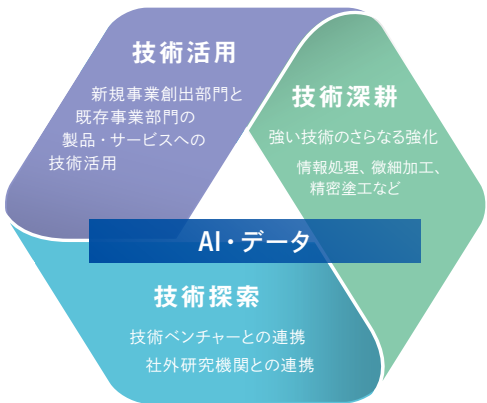 技術活用
新規事業創出部門と
既存事業部門の
製品・サービスへの
技術活用
技術深耕
強い技術のさらなる強化
情報処理、微細加工、
精密塗工など
AI・データ
技術探索
技術ベンチャーとの連携
社外研究機関との連携